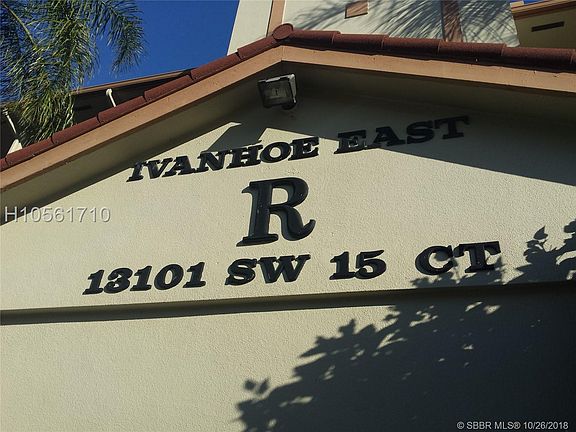 IVANHOE EAST
R
H10561710
13101 SW 15 CT
© SBBR MLS® 10/26/2018